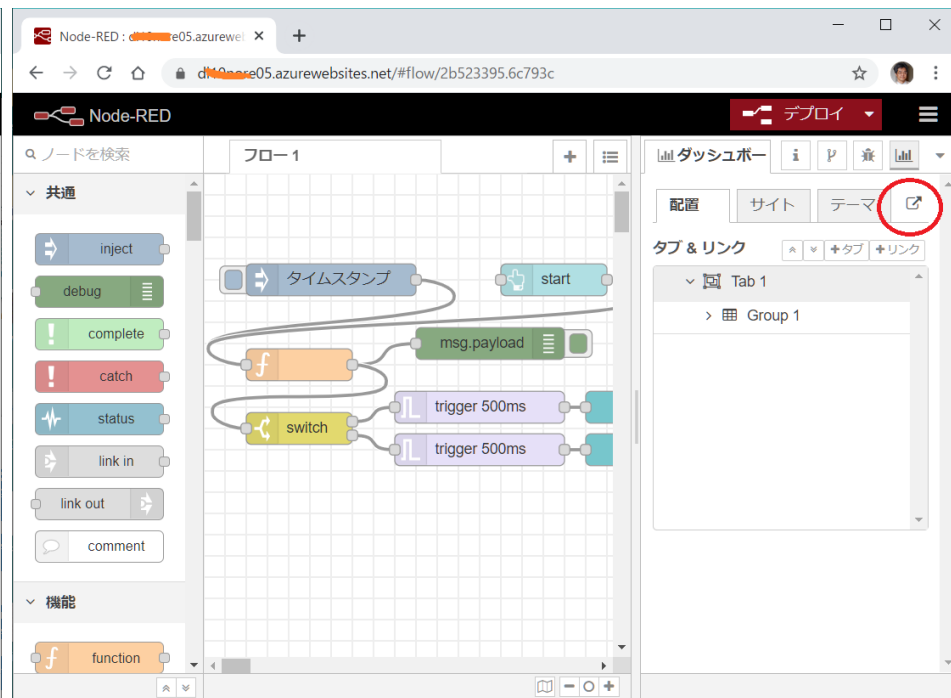 Node-RED : e05.azurewe
.azurewebsites.net/#flow/2b523395.6c793c
Node-RED
デプロイ
ノードを検索
フロー 1
ダッシュボー
共通
配置
サイト
テーマ
タブ & リンク
タブ
リンク
inject
タイムスタンプ
start
Tab 1
debug
Group 1
complete
msg.payload
catch
trigger 500ms
status
switch
trigger 500ms
link in
link out
comment
機能
function